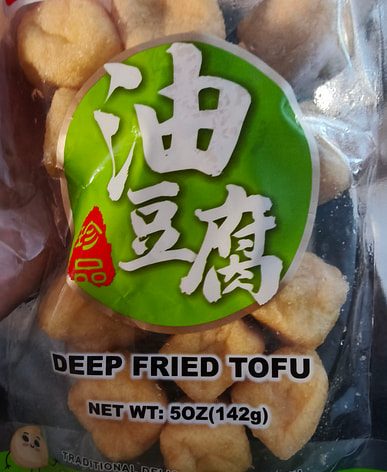 油
豆腐
珍品
DEEP FRIED TOFU
NET WT: 5OZ(142g)
TRADITIONAL